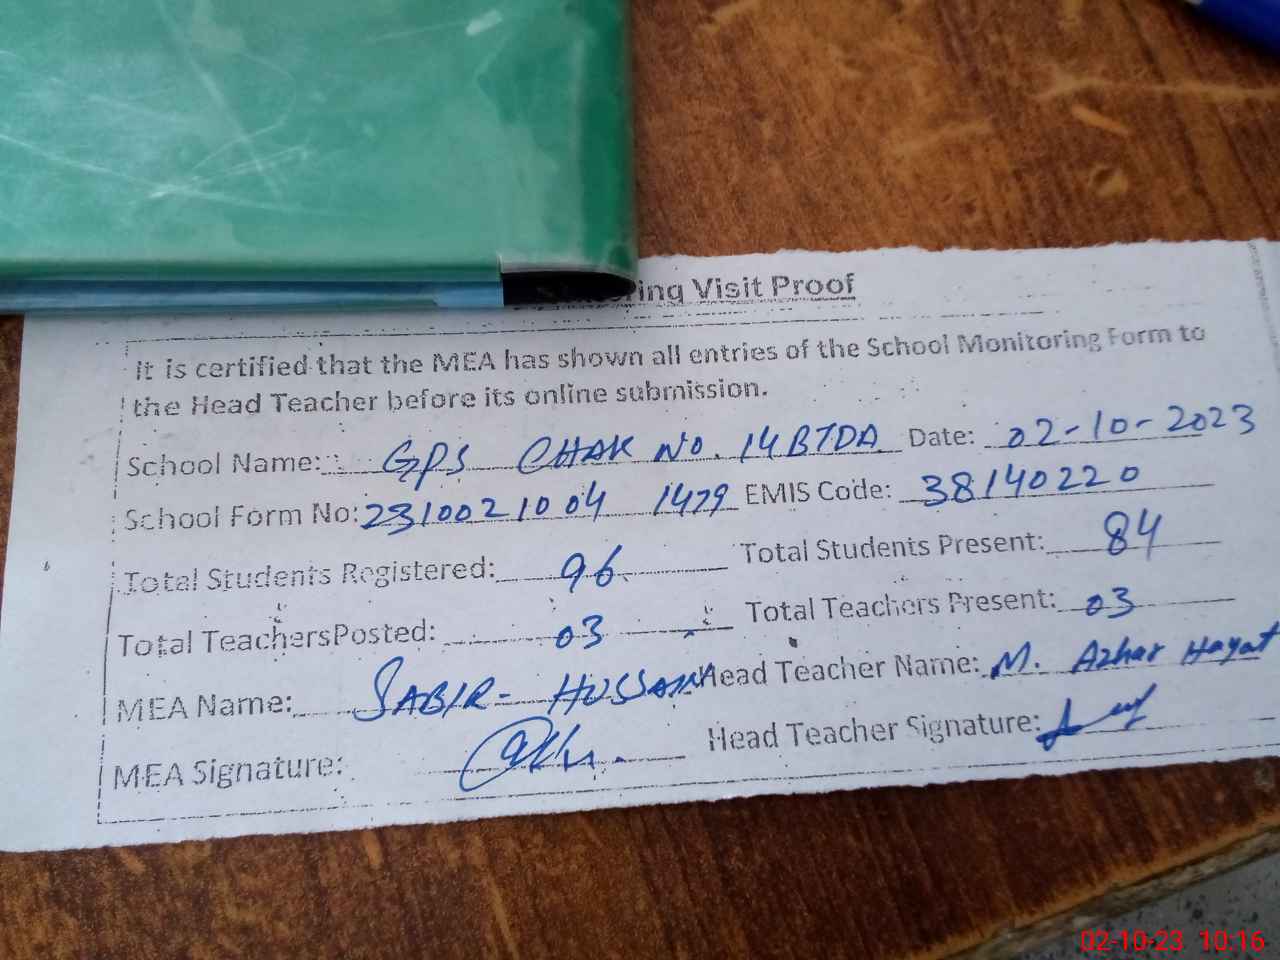 ring Visit Proof
It is certified that the MEA has shown all entries of the School Monitoring Form to
the Head Teacher before its online submission.
School Name: GPS CHAK NO. 14BTDA Date: 02-10-2023
School Form No: 2310021004 1479 EMIS Code: 38140220
Total Students Registered: 96 Total Students Present: 84
Total TeachersPosted: 03 Total Teachers Present: 03
MEA Name: SABIR- HUSSAIN Head Teacher Name: M. Azhar Hayat
MEA Signature: Head Teacher Signature:
02-10-23 10:16